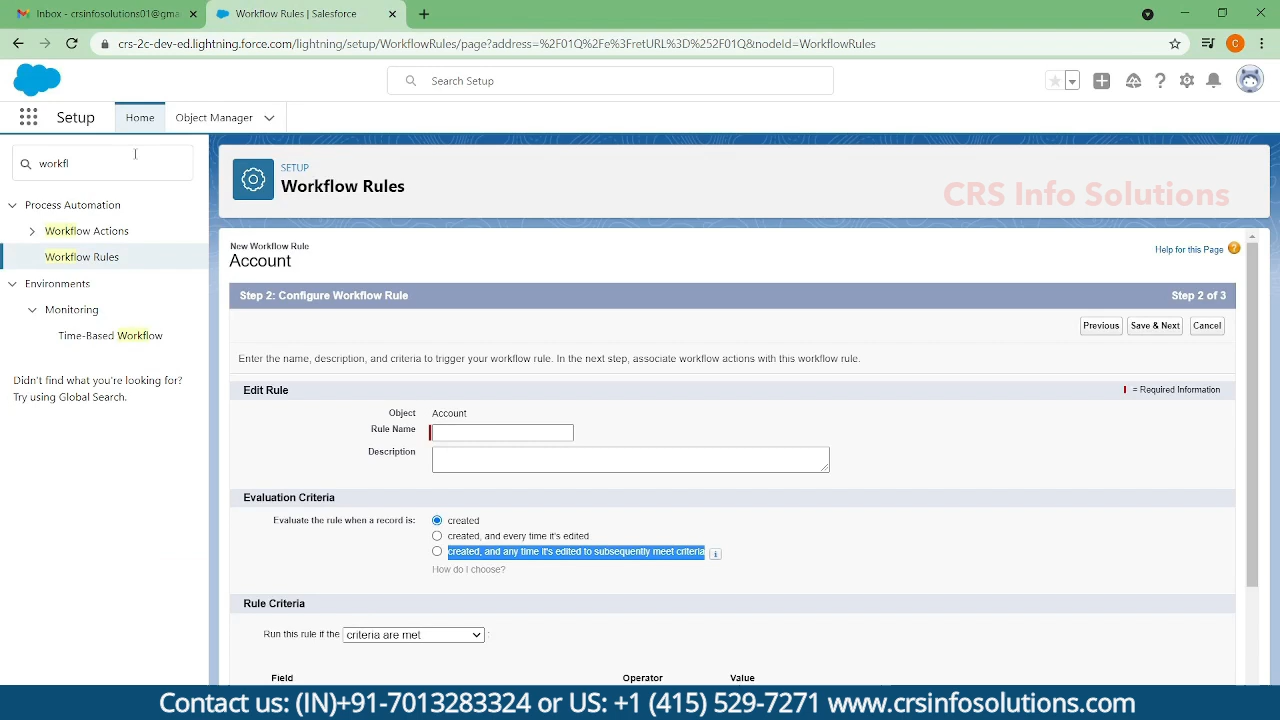 Inbox - crsinfosolutions01@gma
Workflow Rules | Salesforce
crs-2c-dev-ed.lightning.force.com/lightning/setup/WorkflowRules/page?address=%2F01Q%2Fe%3FretURL%3D%252F01Q&nodeId=WorkflowRules
C
Search Setup
Setup
Home
Object Manager
workfl
Process Automation
Workflow Actions
Workflow Rules
Environments
Monitoring
Time-Based Workflow
Didn't find what you're looking for?
Try using Global Search.
SETUP
Workflow Rules
CRS Info Solutions
New Workflow Rule
Account
Help for this Page
Step 2: Configure Workflow Rule
Step 2 of 3
Previous
Save & Next
Cancel
Enter the name, description, and criteria to trigger your workflow rule. In the next step, associate workflow actions with this workflow rule.
Edit Rule
= Required Information
Object Account
Rule Name
Description
Evaluation Criteria
Evaluate the rule when a record is: created
created, and every time it's edited
created, and any time it's edited to subsequently meet criteria
How do I choose?
Rule Criteria
Run this rule if the criteria are met :
Field Operator Value
Contact us: (IN)+91-7013283324 or US: +1 (415) 529-7271 www.crsinfosolutions.com